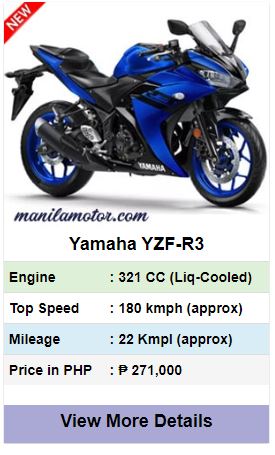 NEW
YAMAHA
manilamotor.com
Yamaha YZF-R3
Engine : 321 CC (Liq-Cooled)
Top Speed : 180 kmph (approx)
Mileage : 22 Kmpl (approx)
Price in PHP : ₱ 271,000
View More Details